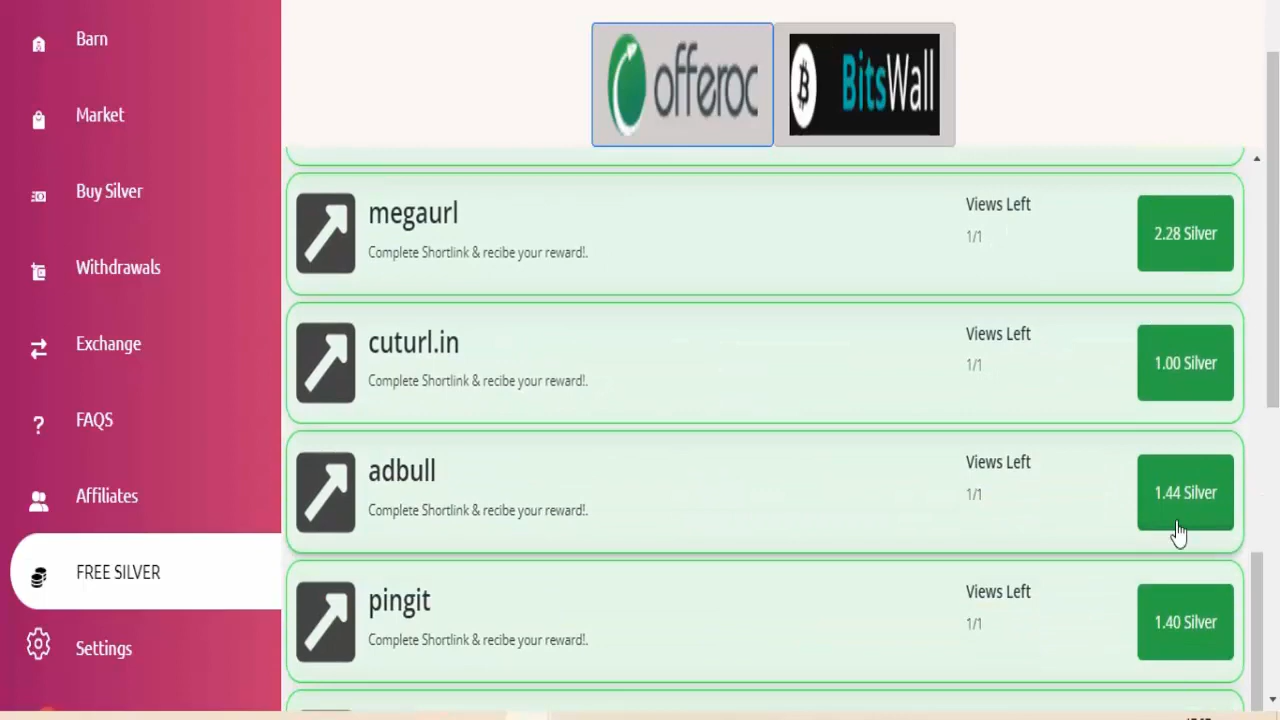 Barn
Market
Buy Silver
Withdrawals
Exchange
FAQS
Affiliates
FREE SILVER
Settings
offeroc
BitsWall
megaurl
Complete Shortlink & recibe your reward!.
Views Left
1/1
2.28 Silver
cuturl.in
Complete Shortlink & recibe your reward!.
Views Left
1/1
1.00 Silver
adbull
Complete Shortlink & recibe your reward!.
Views Left
1/1
1.44 Silver
pingit
Complete Shortlink & recibe your reward!.
Views Left
1/1
1.40 Silver